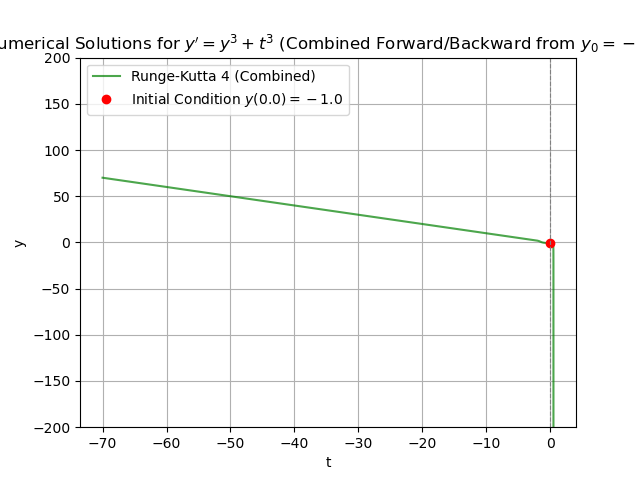 umerical Solutions for $y' = y^3 + t^3$ (Combined Forward/Backward from $y_0 = -$
Runge-Kutta 4 (Combined)
Initial Condition $y(0.0) = -1.0$
200
150
100
50
0
−50
−100
−150
−200
y
−70 −60 −50 −40 −30 −20 −10 0
t